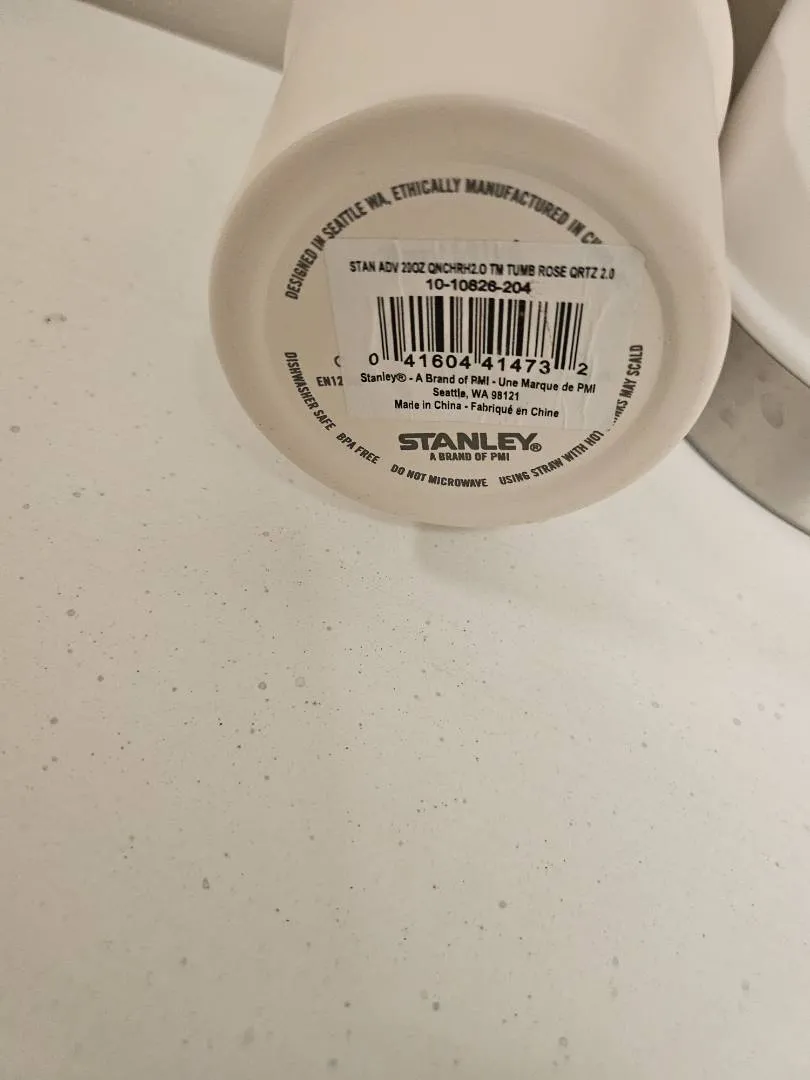 DESIGNED IN SEATTLE WA, ETHICALLY MANUFACTURED IN
STAN ADV 20OZ QNCHRH2.O TM TUMB ROSE QRTZ 2.0
10-10826-204
0 41604 41473 2
Stanley® - A Brand of PMI - Une Marque de PMI
Seattle, WA 98121
Made in China - Fabriqué en Chine
EN12
STANLEY®
A BRAND OF PMI
DISHWASHER SAFE BPA FREE DO NOT MICROWAVE USING STRAW WITH HOT MAY SCALD